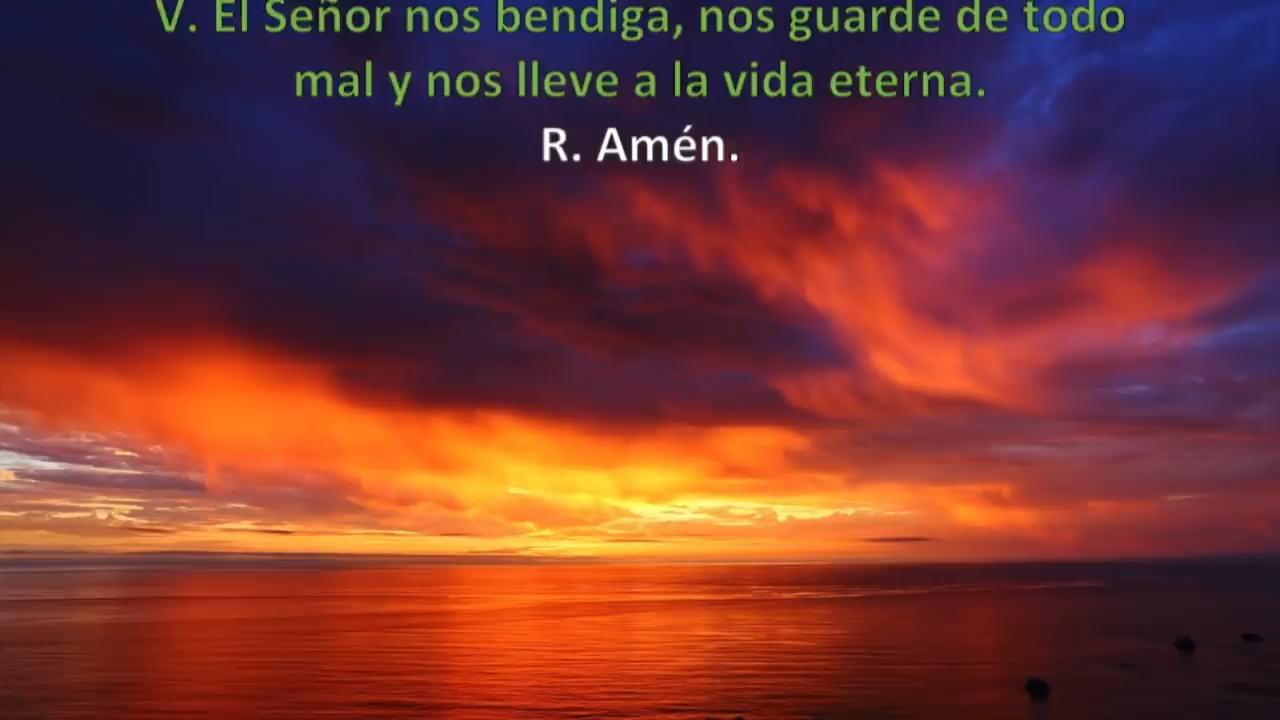 V. El Señor nos bendiga, nos guarde de todo
mal y nos lleve a la vida eterna.
R. Amén.